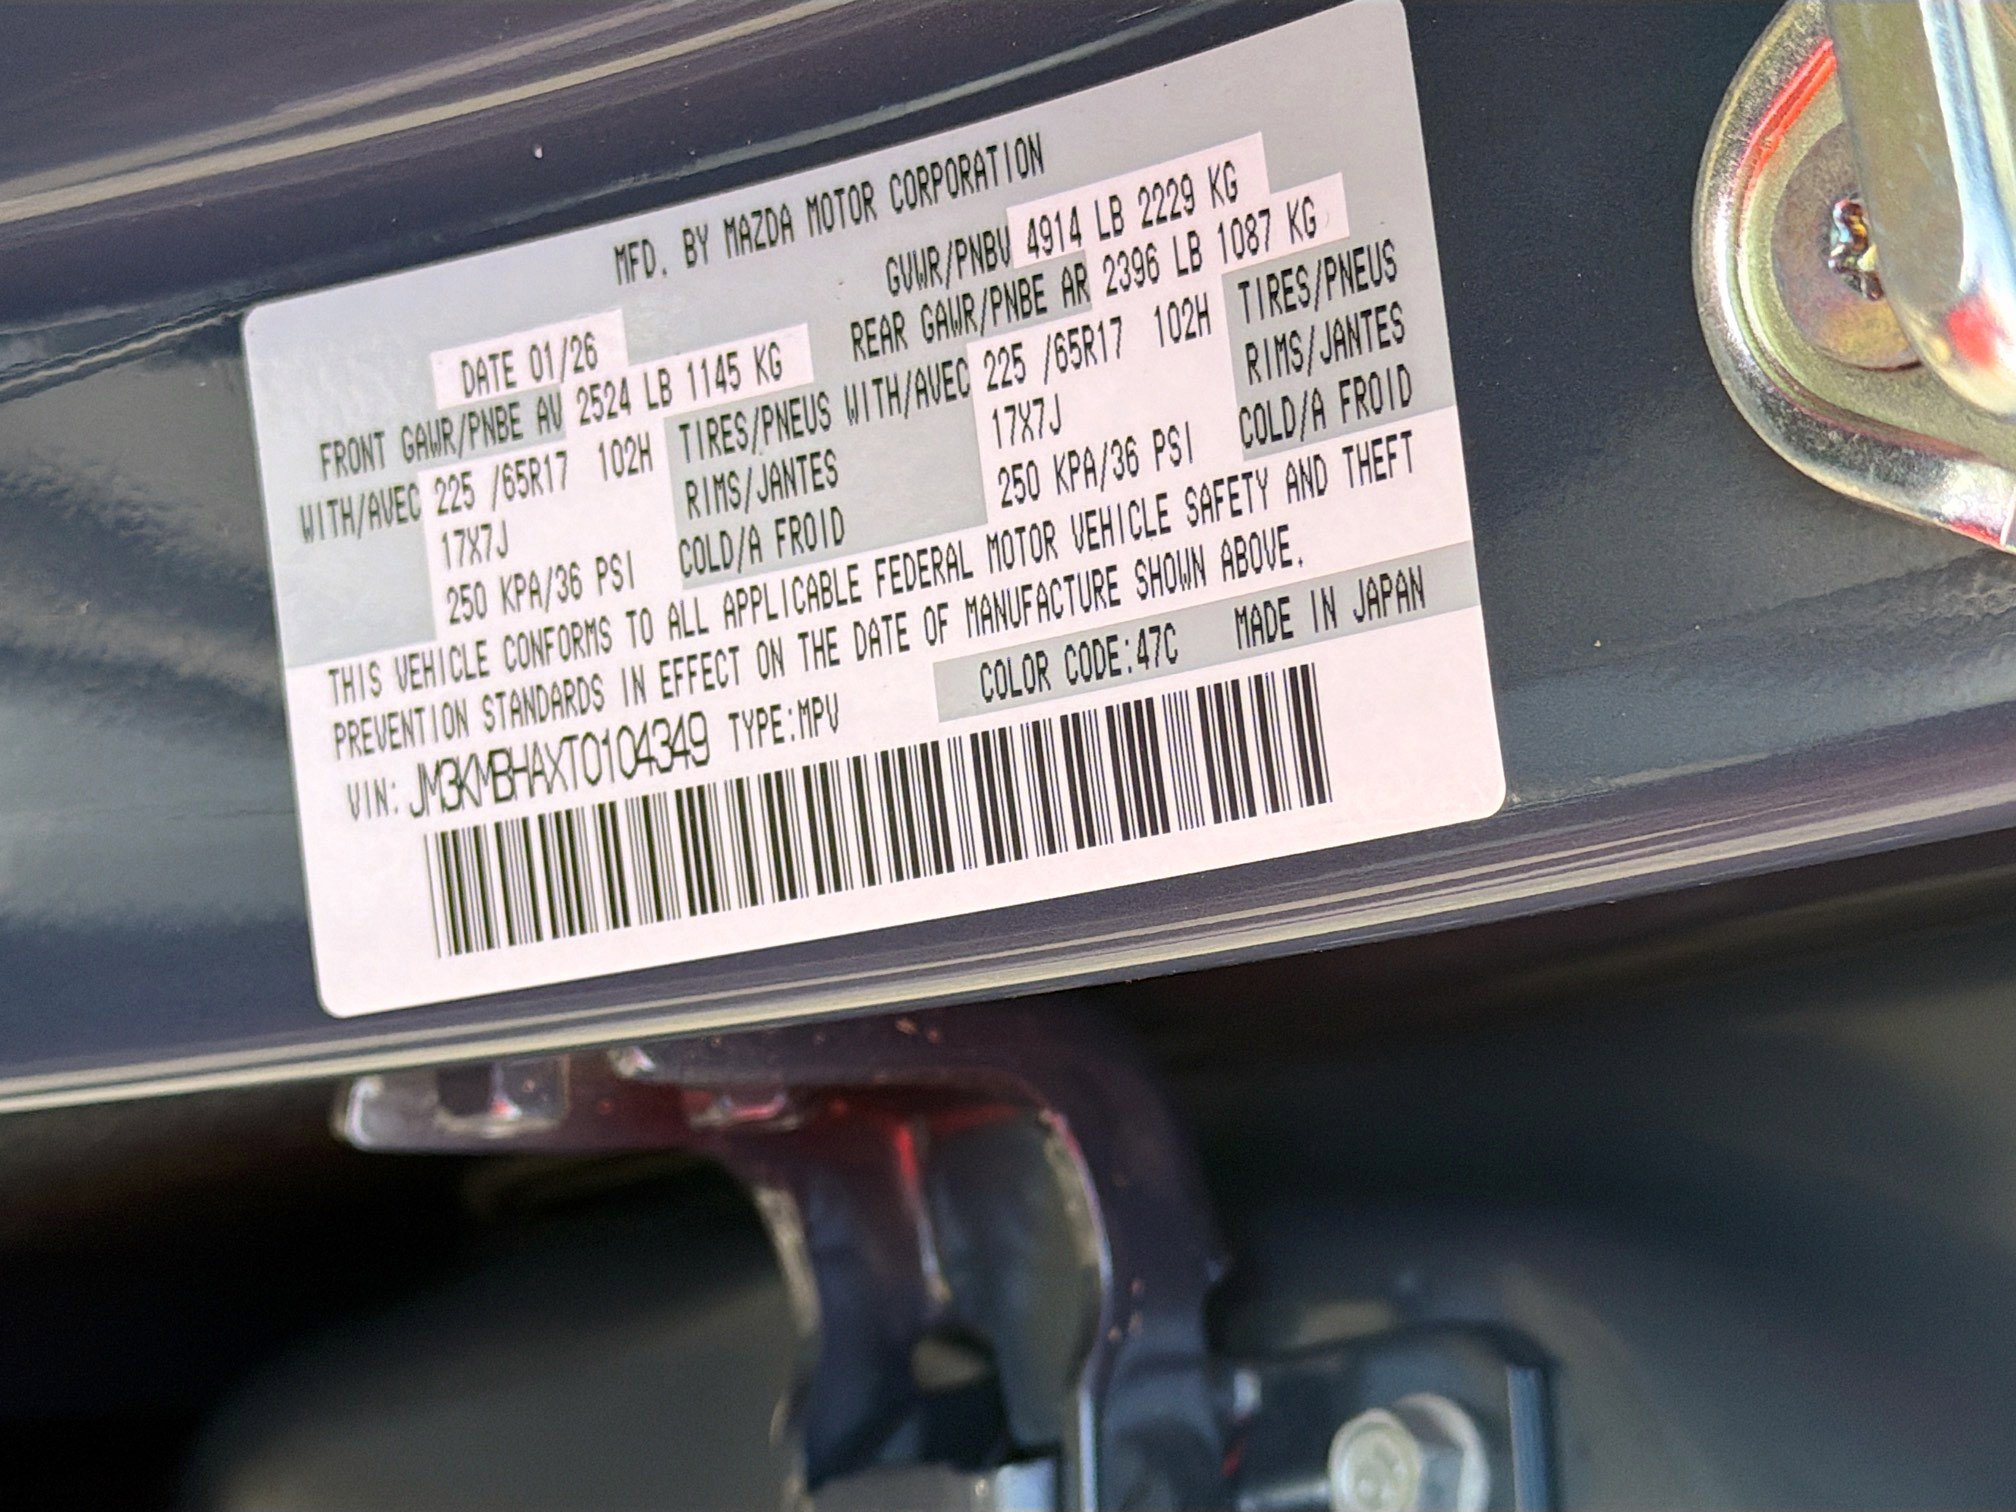 MFD. BY MAZDA MOTOR CORPORATION
DATE 01/26
GVWR/PNBV 4914 LB 2229 KG
FRONT GAWR/PNBE AV 2524 LB 1145 KG
REAR GAWR/PNBE AR 2396 LB 1087 KG
WITH/AVEC 225 /65R17 102H TIRES/PNEUS
17X7J RIMS/JANTES
250 KPA/36 PSI COLD/A FROID
WITH/AVEC 225 /65R17 102H TIRES/PNEUS
17X7J RIMS/JANTES
250 KPA/36 PSI COLD/A FROID
THIS VEHICLE CONFORMS TO ALL APPLICABLE FEDERAL MOTOR VEHICLE SAFETY AND THEFT
PREVENTION STANDARDS IN EFFECT ON THE DATE OF MANUFACTURE SHOWN ABOVE.
VIN: JM3KMBHAXT0104349 TYPE:MPV
COLOR CODE:47C MADE IN JAPAN